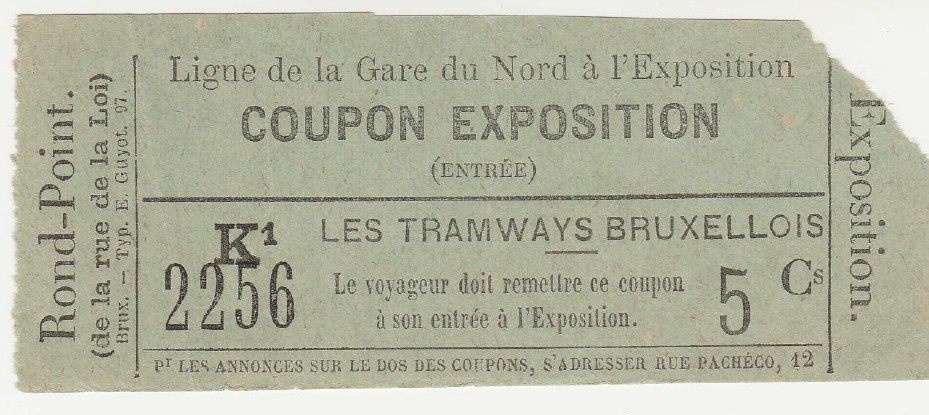 Rond-Point.
(de la rue de la Loi)
Brux. — Typ. E. Guyot. 97.
Ligne de la Gare du Nord à l'Exposition
COUPON EXPOSITION
(ENTRÉE)
K1
2256
LES TRAMWAYS BRUXELLOIS
Le voyageur doit remettre ce coupon
à son entrée à l'Exposition.
5 Cs
Pr LES ANNONCES SUR LE DOS DES COUPONS, S'ADRESSER RUE PACHÉCO, 12
Exposition.